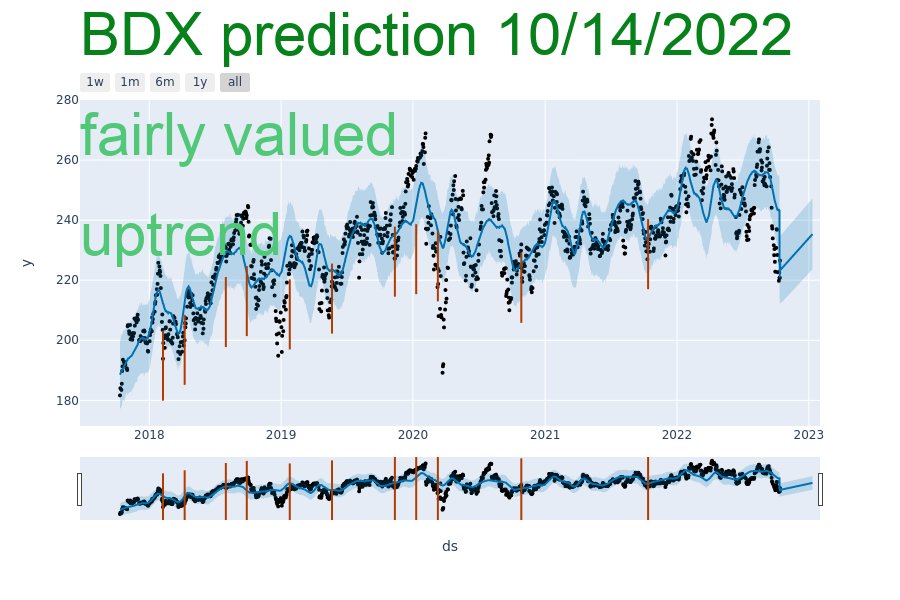 BDX prediction 10/14/2022
1w 1m 6m 1y all
280
fairly valued
260
240
uptrend
y
220
200
180
2018 2019 2020 2021 2022 2023
ds